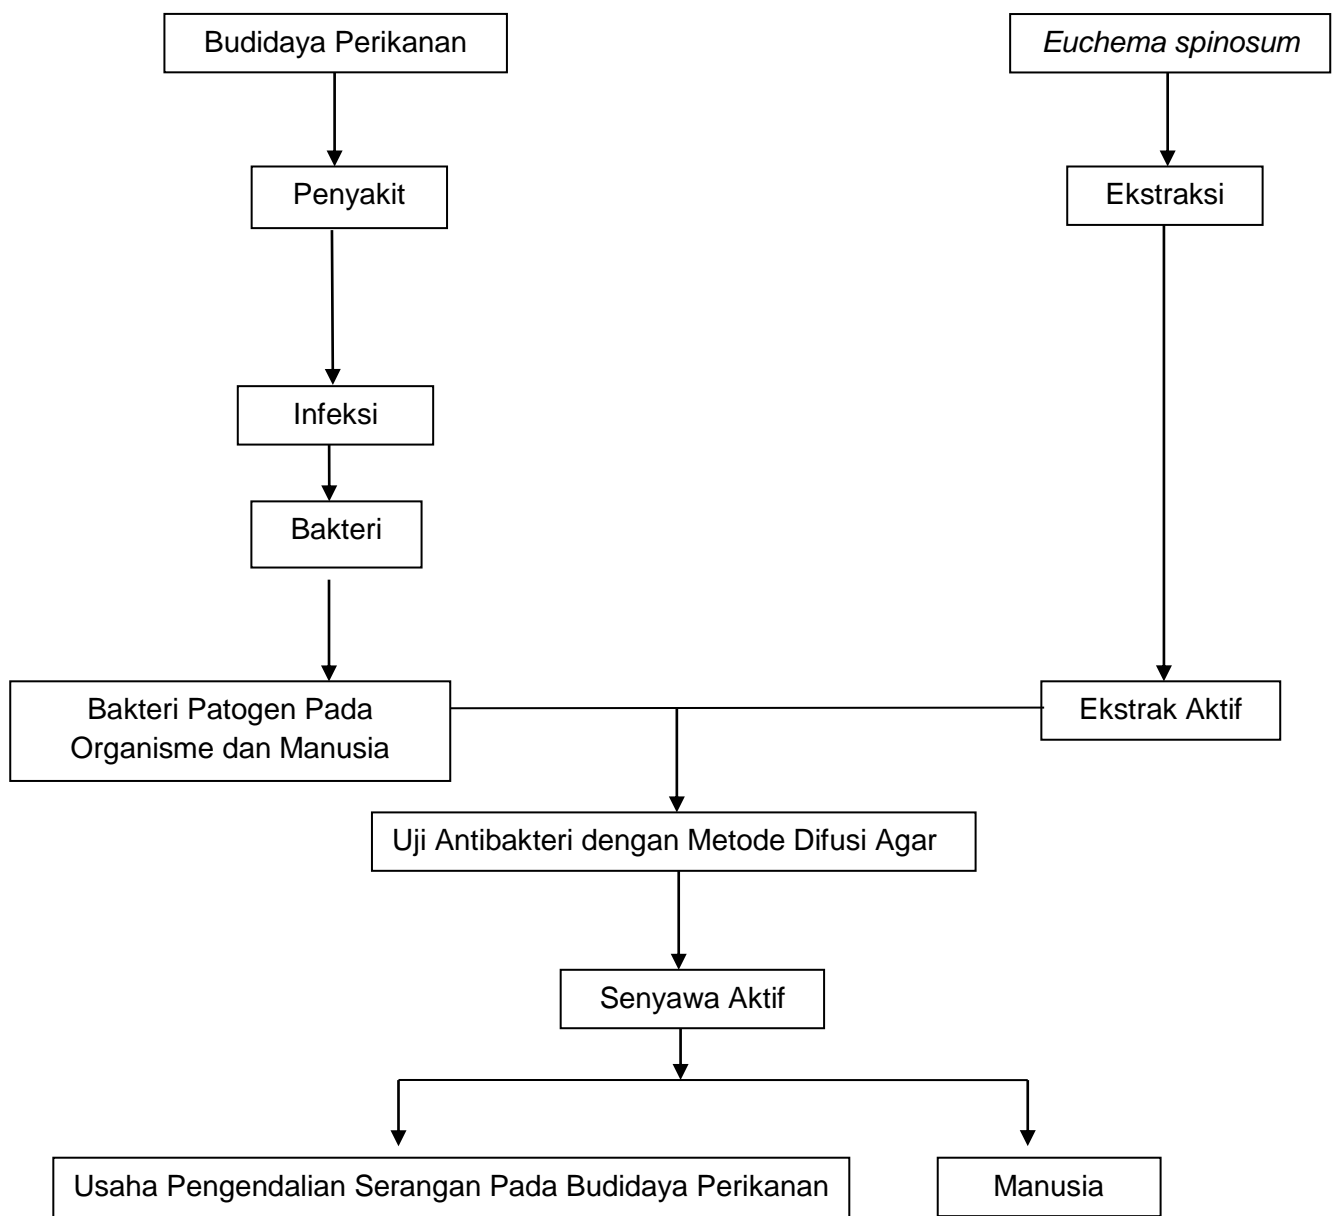 Budidaya Perikanan
Euchema spinosum
Penyakit
Ekstraksi
Infeksi
Bakteri
Bakteri Patogen Pada
Organisme dan Manusia
Ekstrak Aktif
Uji Antibakteri dengan Metode Difusi Agar
Senyawa Aktif
Usaha Pengendalian Serangan Pada Budidaya Perikanan
Manusia